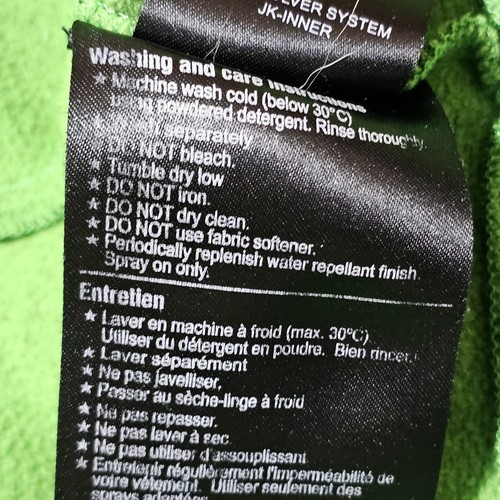 SYSTEM
JK-INNER
Washing and care instructions
★ Machine wash cold (below 30°C)
powdered detergent. Rinse thoroughly.
separately
NOT bleach.
★ Tumble dry low
★ DO NOT iron.
★ DO NOT dry clean.
★ DO NOT use fabric softener.
★ Periodically replenish water repellant finish.
Spray on only.
Entretien
★ Laver en machine à froid (max. 30°C)
Utiliser du détergent en poudre. Bien rincer.
★ Laver séparément
★ Ne pas javelliser.
★ Passer au sèche-linge à froid
★ Ne pas repasser.
★ Ne pas laver à sec.
★ Ne pas utiliser d'assouplissant
★ Entretenir régulièrement l'imperméabilité de
voire vêtement. Utiliser seulement des
sprays adaptées